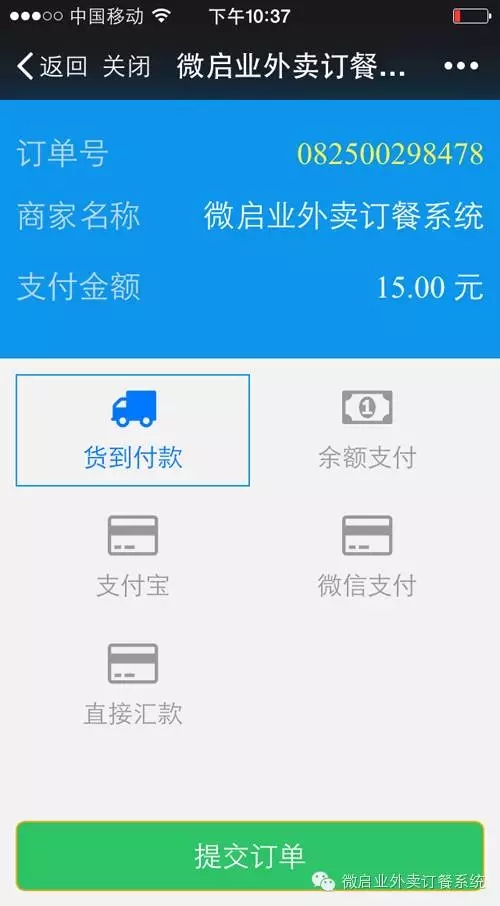 中国移动 下午10:37
返回 关闭 微启业外卖订餐...
订单号 082500298478
商家名称 微启业外卖订餐系统
支付金额 15.00 元
1
货到付款 余额支付
支付宝 微信支付
直接汇款
提交订单
微启业外卖订餐系统